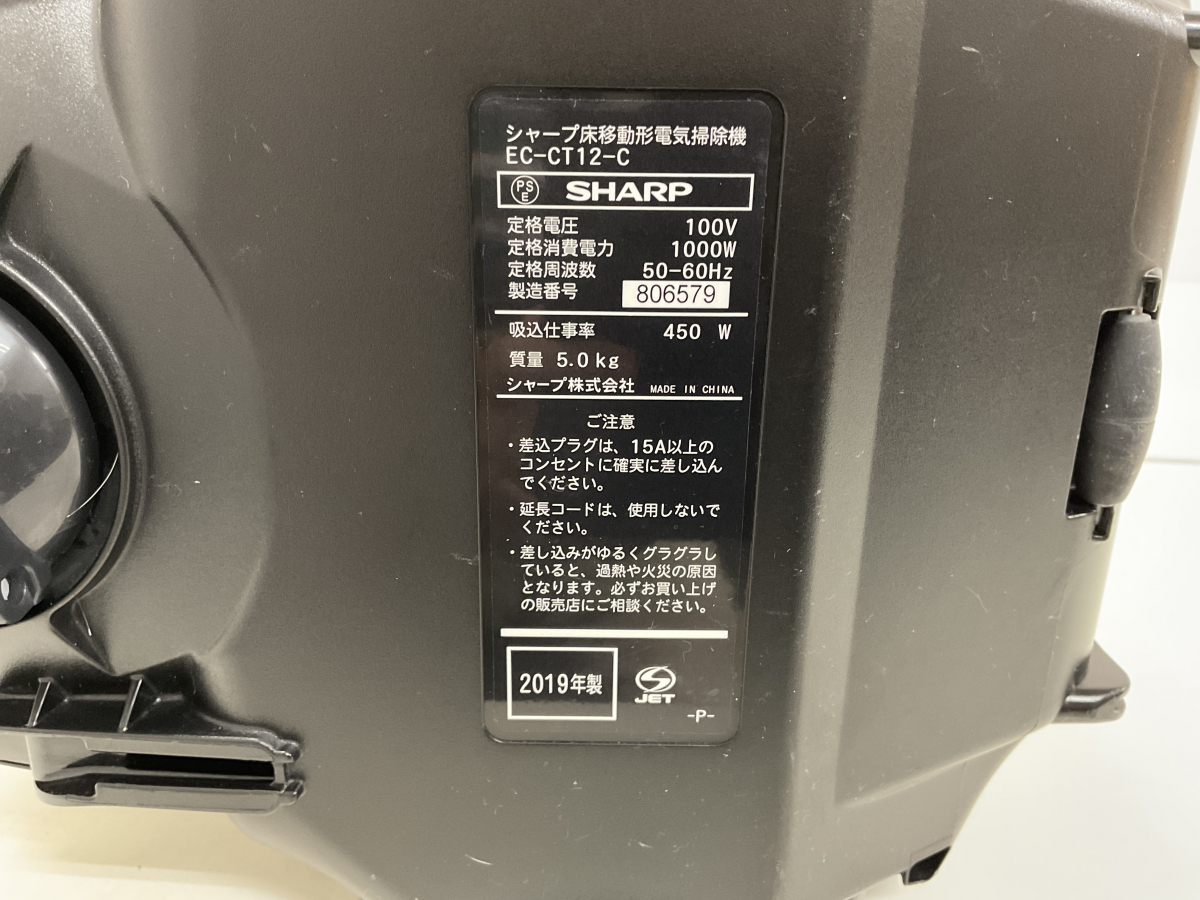 シャープ床移動形電気掃除機
EC-CT12-C
PS E SHARP
定格電圧 100V
定格消費電力 1000W
定格周波数 50-60Hz
製造番号 806579
吸込仕事率 450 W
質量 5.0kg
シャープ株式会社 MADE IN CHINA
ご注意
・差込プラグは、15A以上の
コンセントに確実に差し込ん
でください。
・延長コードは、使用しないで
ください。
・差し込みがゆるくグラグラし
ていると、過熱や火災の原因
となります。必ずお買い上げ
の販売店にご相談ください。
2019年製 JET
-P-